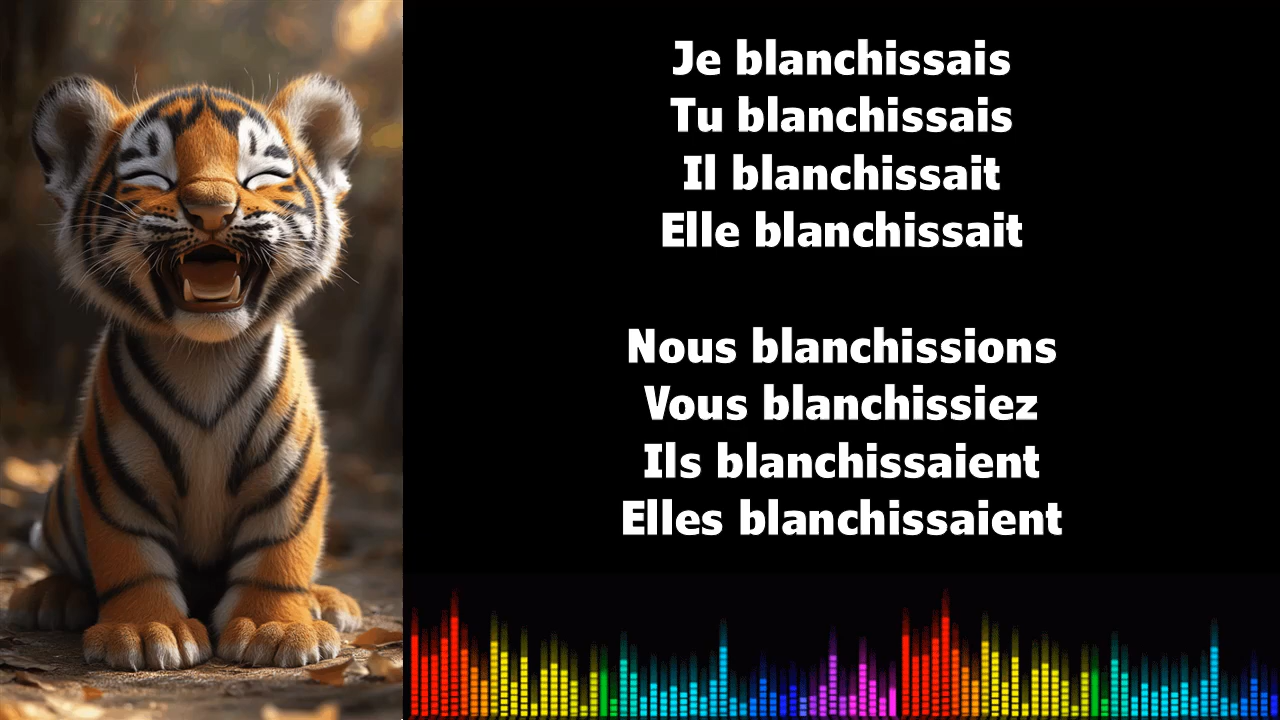 Je blanchissais
Tu blanchissais
Il blanchissait
Elle blanchissait
Nous blanchissions
Vous blanchissiez
Ils blanchissaient
Elles blanchissaient